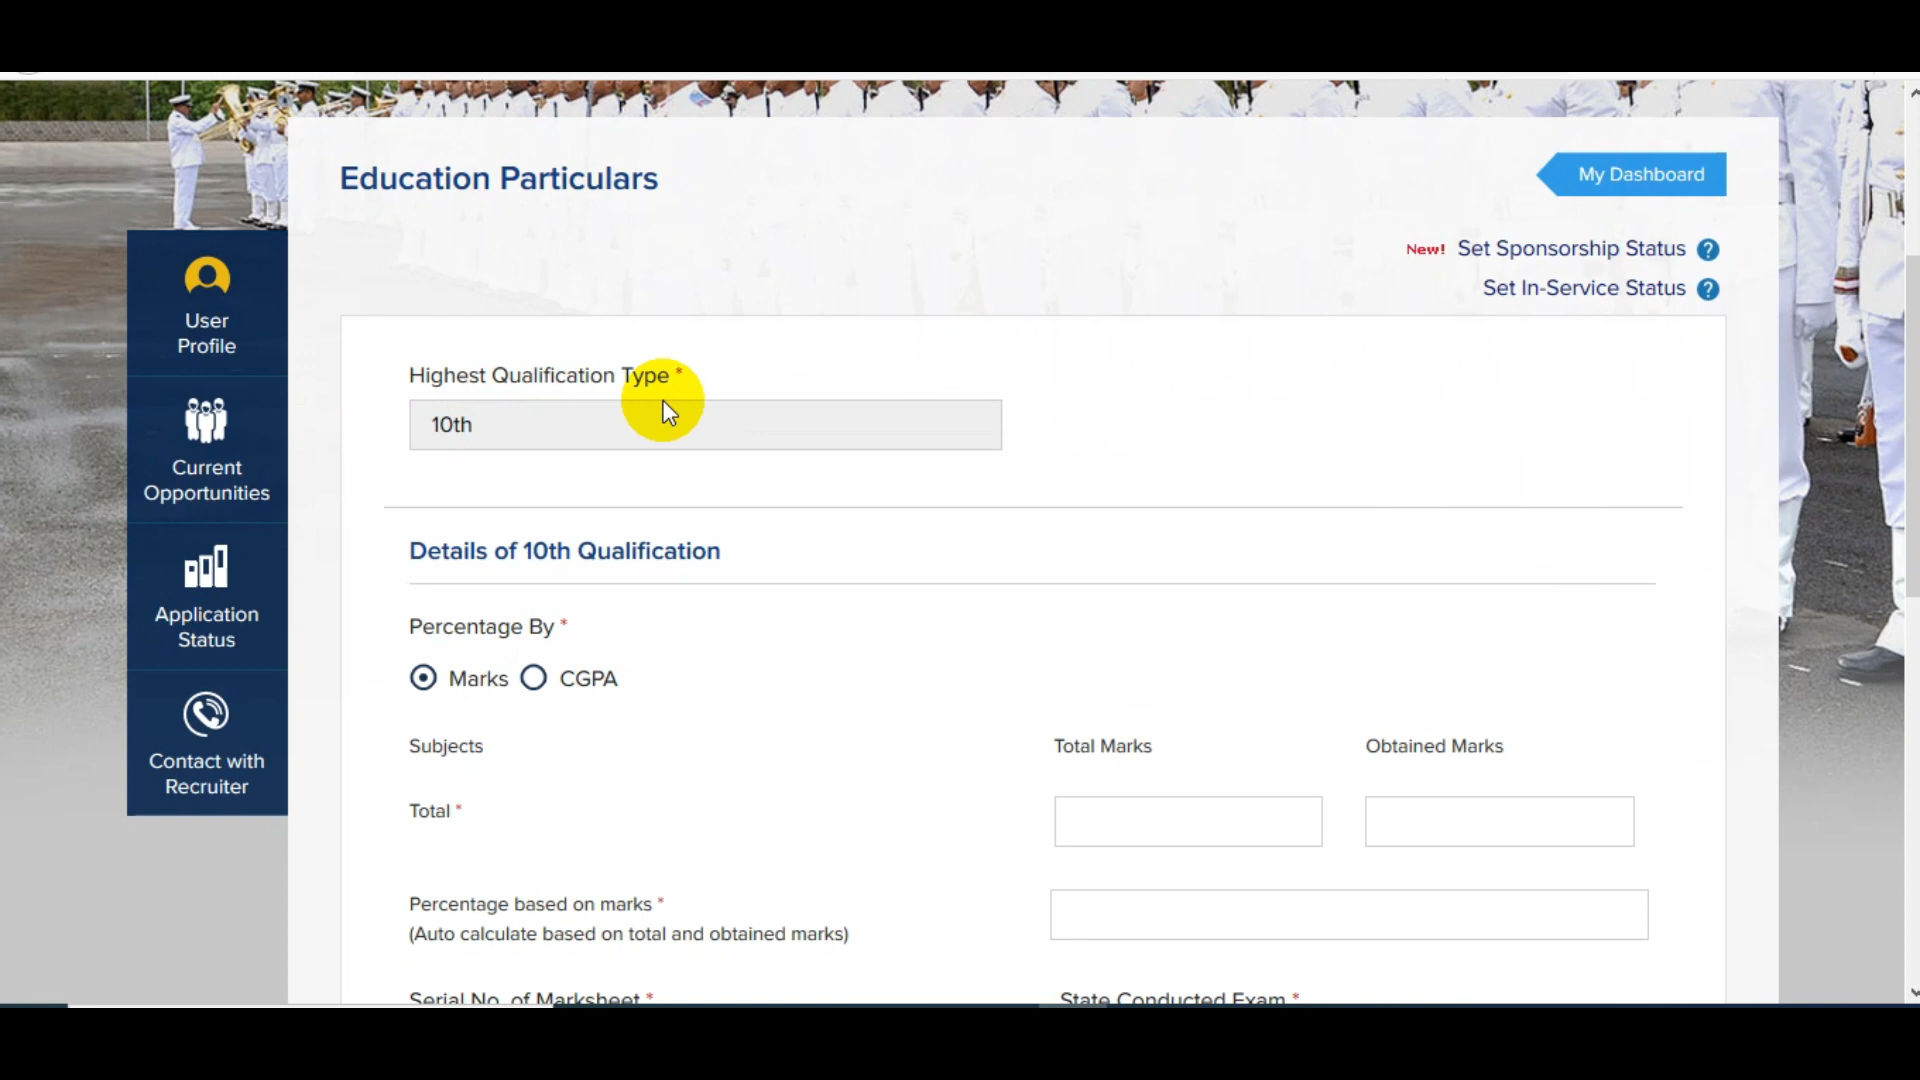 Education Particulars
My Dashboard
New! Set Sponsorship Status ?
Set In-Service Status ?
User
Profile
Current
Opportunities
Application
Status
Contact with
Recruiter
Highest Qualification Type *
10th
Details of 10th Qualification
Percentage By *
Marks CGPA
Subjects Total Marks Obtained Marks
Total *
Percentage based on marks *
(Auto calculate based on total and obtained marks)
Serial No. of Marksheet * State Conducted Exam *